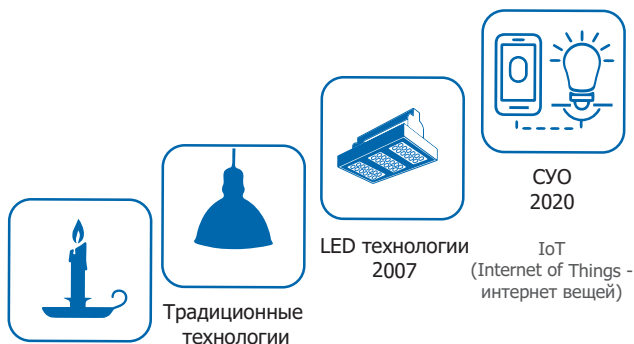 Традиционные
технологии
LED технологии
2007
СУО
2020
IoT
(Internet of Things -
интернет вещей)